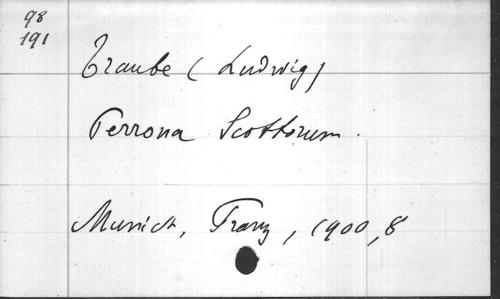 98
191
Traube (Ludwig)
Perrona Scottorum.
Munich, Franz, 1900, 8